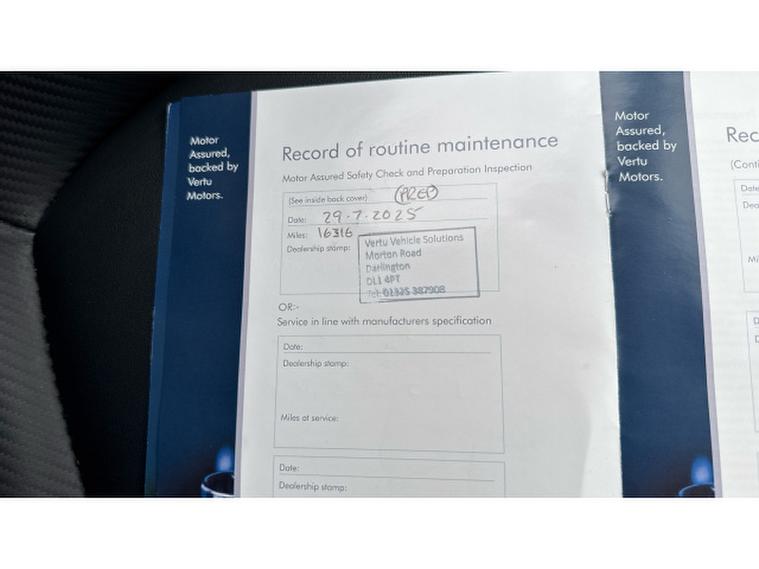 Motor
Assured,
backed by
Vertu
Motors.
Record of routine maintenance
Motor Assured Safety Check and Preparation Inspection
(See inside back cover) PREP
Date: 29.7.2025
Miles: 16316
Dealership stamp:
Vertu Vehicle Solutions
Morton Road
Darlington
DL1 4PT
Tel: 01325 387908
OR:-
Service in line with manufacturers specification
Date:
Dealership stamp:
Miles at service:
Date:
Dealership stamp:
Motor
Assured,
backed by
Vertu
Motors.
Rec
(Conti
Date
Dea
Mi
D
D